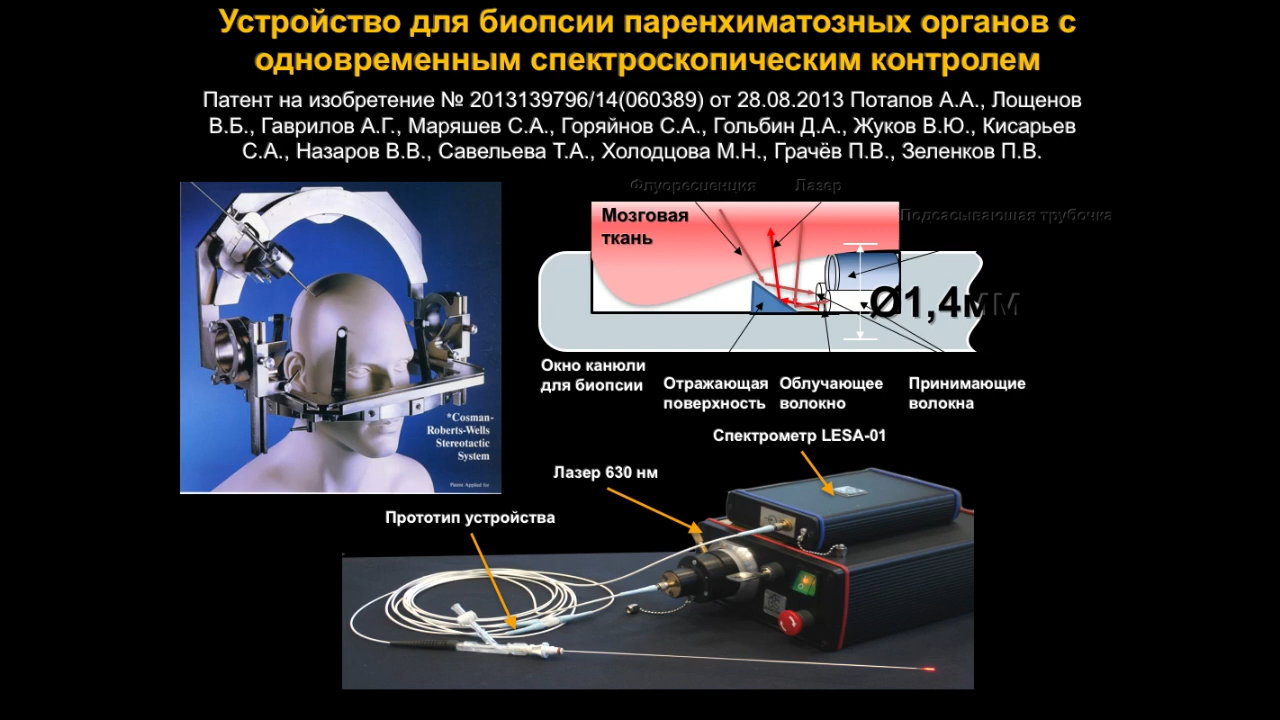 Устройство для биопсии паренхиматозных органов с
одновременным спектроскопическим контролем
Патент на изобретение № 2013139796/14(060389) от 28.08.2013 Потапов А.А., Лощенов
В.Б., Гаврилов А.Г., Маряшев С.А., Горяйнов С.А., Гольбин Д.А., Жуков В.Ю., Кисарьев
С.А., Назаров В.В., Савельева Т.А., Холодцова М.Н., Грачёв П.В., Зеленков П.В.
Флуоресценция
Лазер
Подсасывающая трубочка
Мозговая
ткань
Ø1,4мм
Окно канюли
для биопсии
Отражающая
поверхность
Облучающее
волокно
Принимающие
волокна
*Cosman-
Roberts-Wells
Stereotactic
System
Patent Applied for
Спектрометр LESA-01
Лазер 630 нм
Прототип устройства